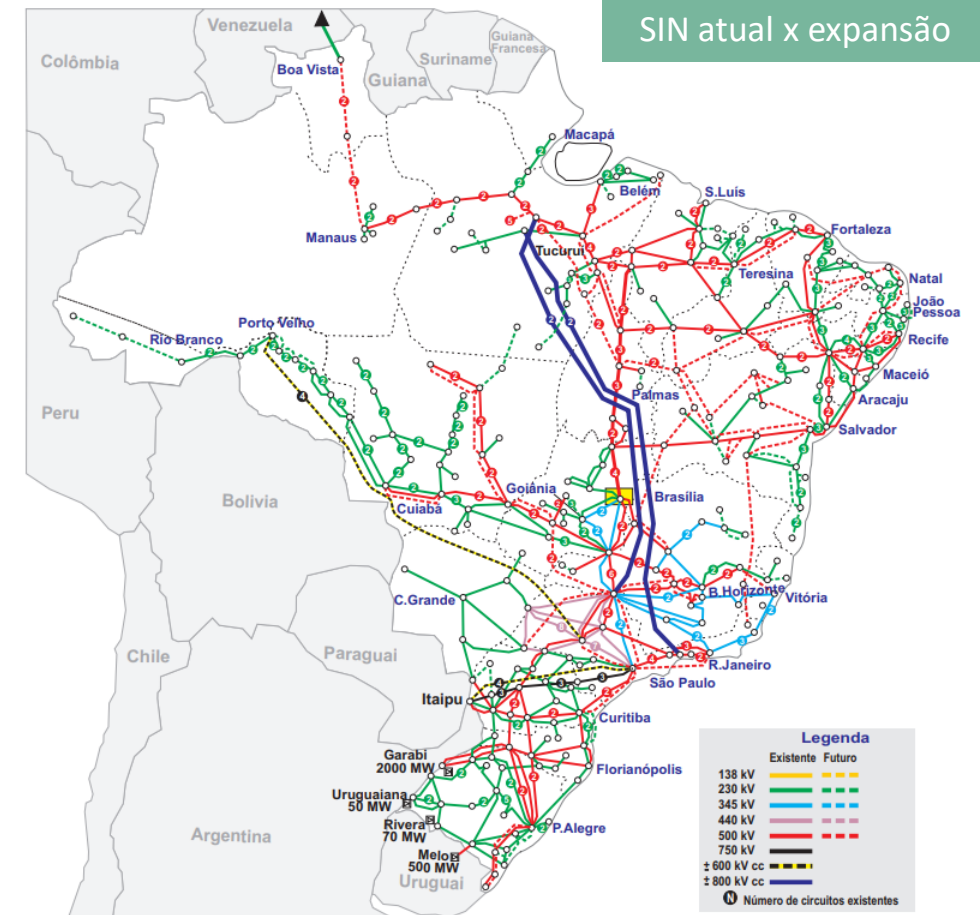 SIN atual x expansão
Venezuela
Guiana
Francesa
Suriname
Colômbia
Boa Vista
Guiana
Macapá
Belém
S.Luís
Manaus
Fortaleza
Tucuruí
Teresina
Natal
João
Pessoa
Porto Velho
Rio Branco
Recife
Maceió
Palmas
Aracaju
Peru
Salvador
Goiânia
Brasília
Bolivia
Cuiabá
B.Horizonte
C.Grande
Vitória
Chile
Paraguai
R.Janeiro
São Paulo
Itaipu
Curitiba
Garabi
2000 MW
Florianópolis
Uruguaiana
50 MW
Rivera
70 MW
P.Alegre
Argentina
Melo
500 MW
Uruguai
Legenda
Existente Futuro
138 kV
230 kV
345 kV
440 kV
500 kV
750 kV
± 600 kV cc
± 800 kV cc
N Número de circuitos existentes